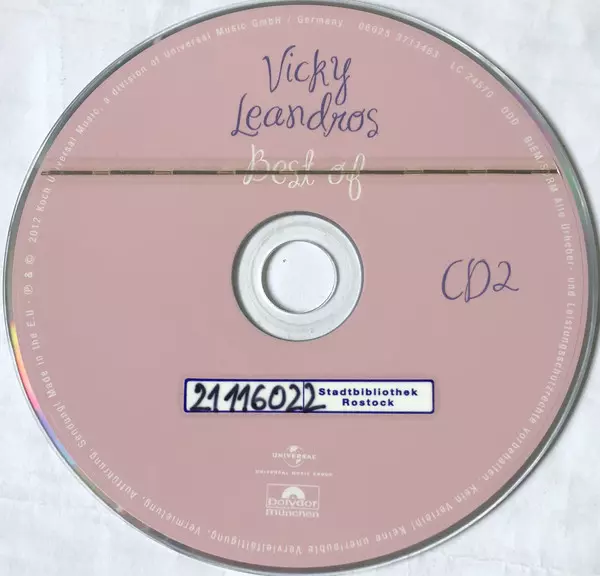 Vicky
Leandros
Best of
CD2
21116022
Stadtbibliothek
Rostock
UNIVERSAL
UNIVERSAL MUSIC GROUP
Polydor
München
℗ & © 2012 Koch Universal Music, a division of Universal Music GmbH / Germany
06025 3713463
LC 24570
DDD
Alle Urheber- und Leistungsschutzrechte vorbehalten. Kein Verleih! Keine unerlaubte Vervielfältigung, Vermietung, Aufführung, Sendung! Made in the E.U.